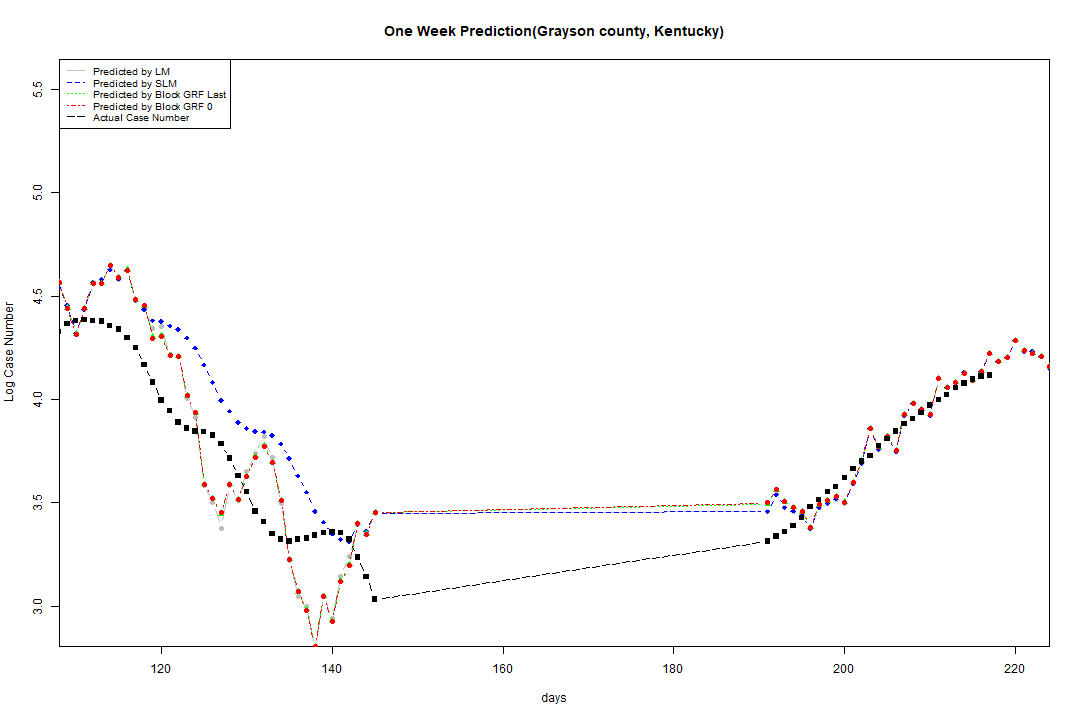 One Week Prediction(Grayson county, Kentucky)
Predicted by LM
Predicted by SLM
Predicted by Block GRF Last
Predicted by Block GRF 0
Actual Case Number
5.5
5.0
4.5
4.0
3.5
3.0
Log Case Number
120
140
160
180
200
220
days